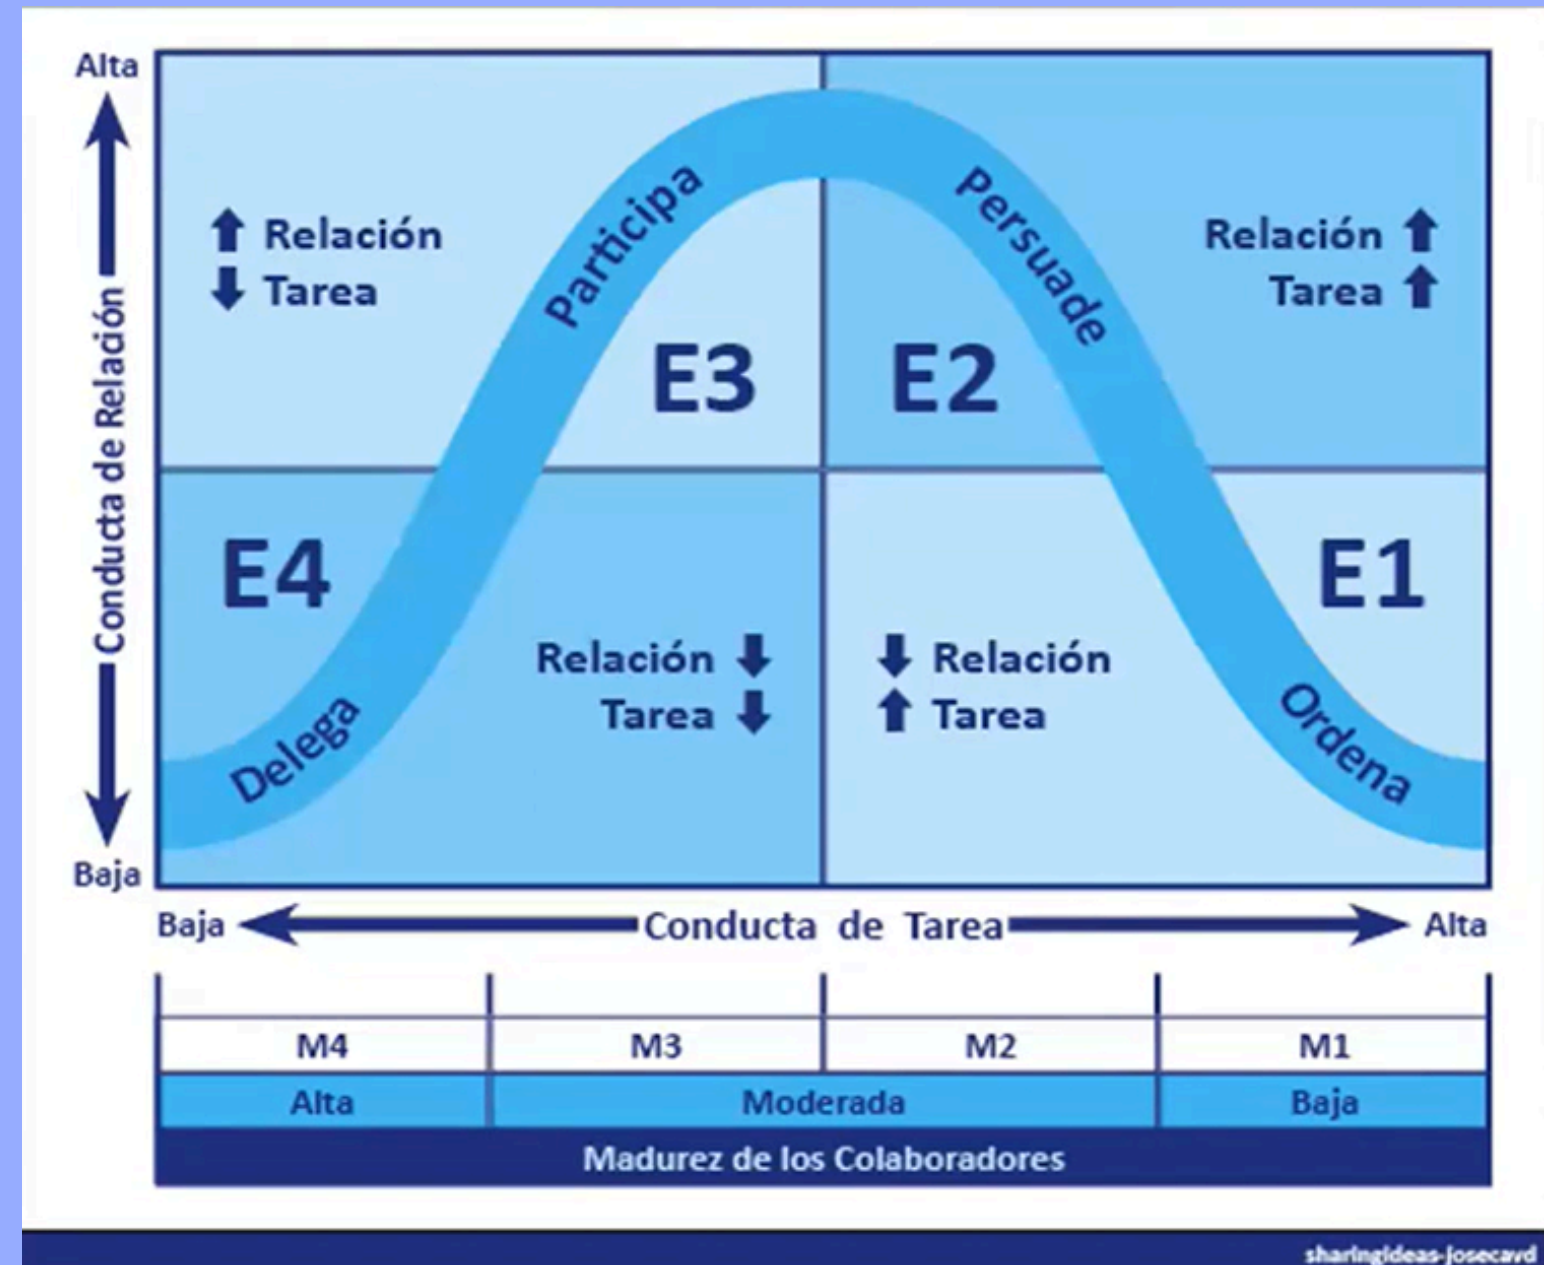 Alta
Conducta de Relación
Baja
Relación
Tarea
Participa
E3
Persuade
E2
Relación
Tarea
E4
Delega
Relación
Tarea
Relación
Tarea
E1
Ordena
Baja Conducta de Tarea Alta
M4 M3 M2 M1
Alta Moderada Baja
Madurez de los Colaboradores
sharingideas-josecavd